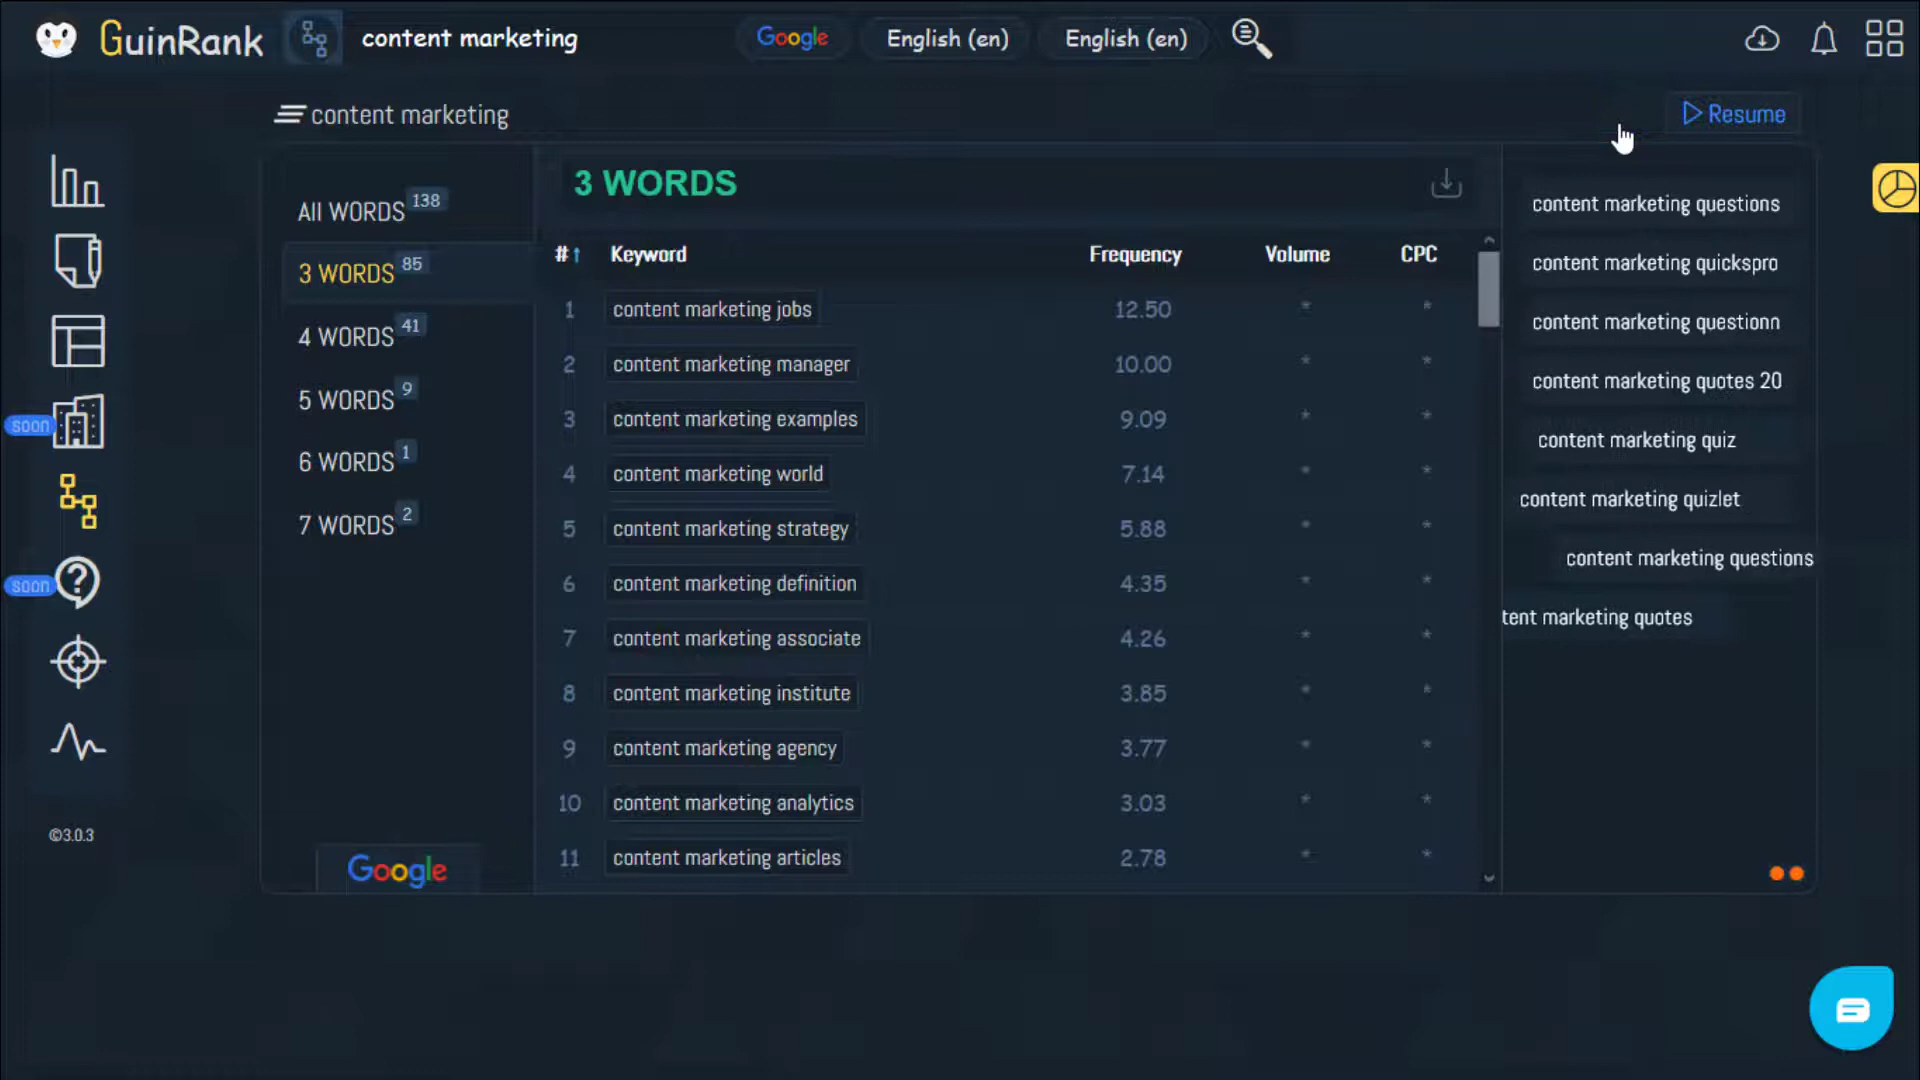 GuinRank
content marketing
Google
English (en)
English (en)
content marketing
Resume
All WORDS 138
3 WORDS 85
4 WORDS 41
5 WORDS 9
6 WORDS 1
7 WORDS 2
Google
soon
soon
©3.0.3
3 WORDS
#↑ Keyword Frequency Volume CPC
1 content marketing jobs 12.50 * *
2 content marketing manager 10.00 * *
3 content marketing examples 9.09 * *
4 content marketing world 7.14 * *
5 content marketing strategy 5.88 * *
6 content marketing definition 4.35 * *
7 content marketing associate 4.26 * *
8 content marketing institute 3.85 * *
9 content marketing agency 3.77 * *
10 content marketing analytics 3.03 * *
11 content marketing articles 2.78 * *
content marketing questions
content marketing quickspro
content marketing questionn
content marketing quotes 20
content marketing quiz
content marketing quizlet
content marketing questions
tent marketing quotes